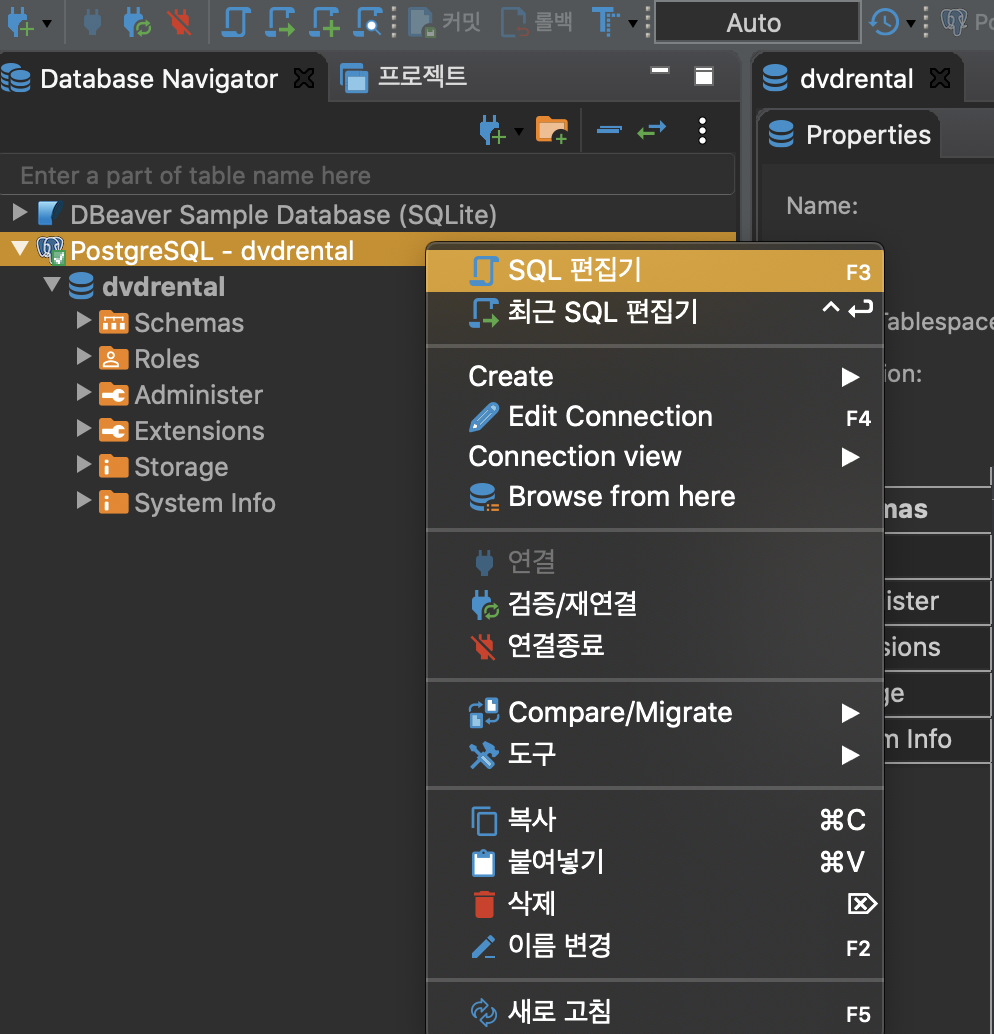 커밋 롤백 Auto
Database Navigator 프로젝트 dvdrental
Properties
Enter a part of table name here
Name:
DBeaver Sample Database (SQLite)
PostgreSQL - dvdrental
dvdrental
Schemas
Roles
Administer
Extensions
Storage
System Info
SQL 편집기 F3
최근 SQL 편집기 ^ ↩
Create ▶
Edit Connection F4
Connection view ▶
Browse from here
연결
검증/재연결
연결종료
Compare/Migrate ▶
도구 ▶
복사 ⌘C
붙여넣기 ⌘V
삭제 ⌦
이름 변경 F2
새로 고침 F5
ion:
mas
ister
sions
ge
m Info